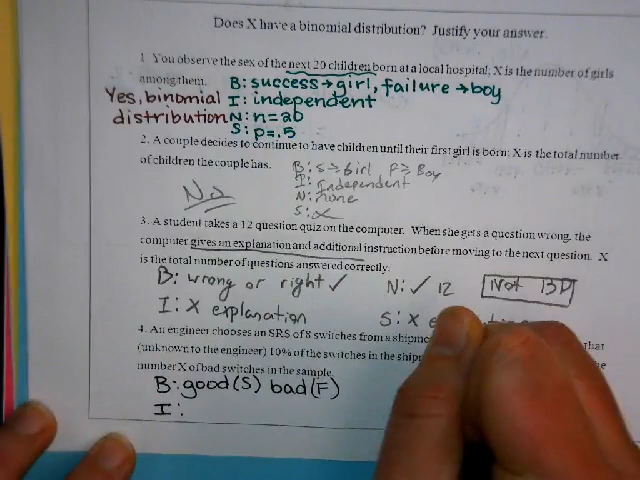 Does X have a binomial distribution? Justify your answer.
1. You observe the sex of the next 20 children born at a local hospital; X is the number of girls
among them. B: success → girl, failure → boy
Yes, binomial I: independent
distribution N: n = 20
S: p = .5
2. A couple decides to continue to have children until their first girl is born; X is the total number
of children the couple has. B: S → Girl F → Boy
No I: Independent
N: none
S: X
3. A student takes a 12 question quiz on the computer. When she gets a question wrong, the
computer gives an explanation and additional instruction before moving to the next question. X
is the total number of questions answered correctly.
B: wrong or right ✓ N: ✓ 12 Not BD
I: X explanation S: X
4. An engineer chooses an SRS of 8 switches from a that
(unknown to the engineer) 10% of the switches in the
number X of bad switches in the sample.
B: good (S) bad (F)
I: